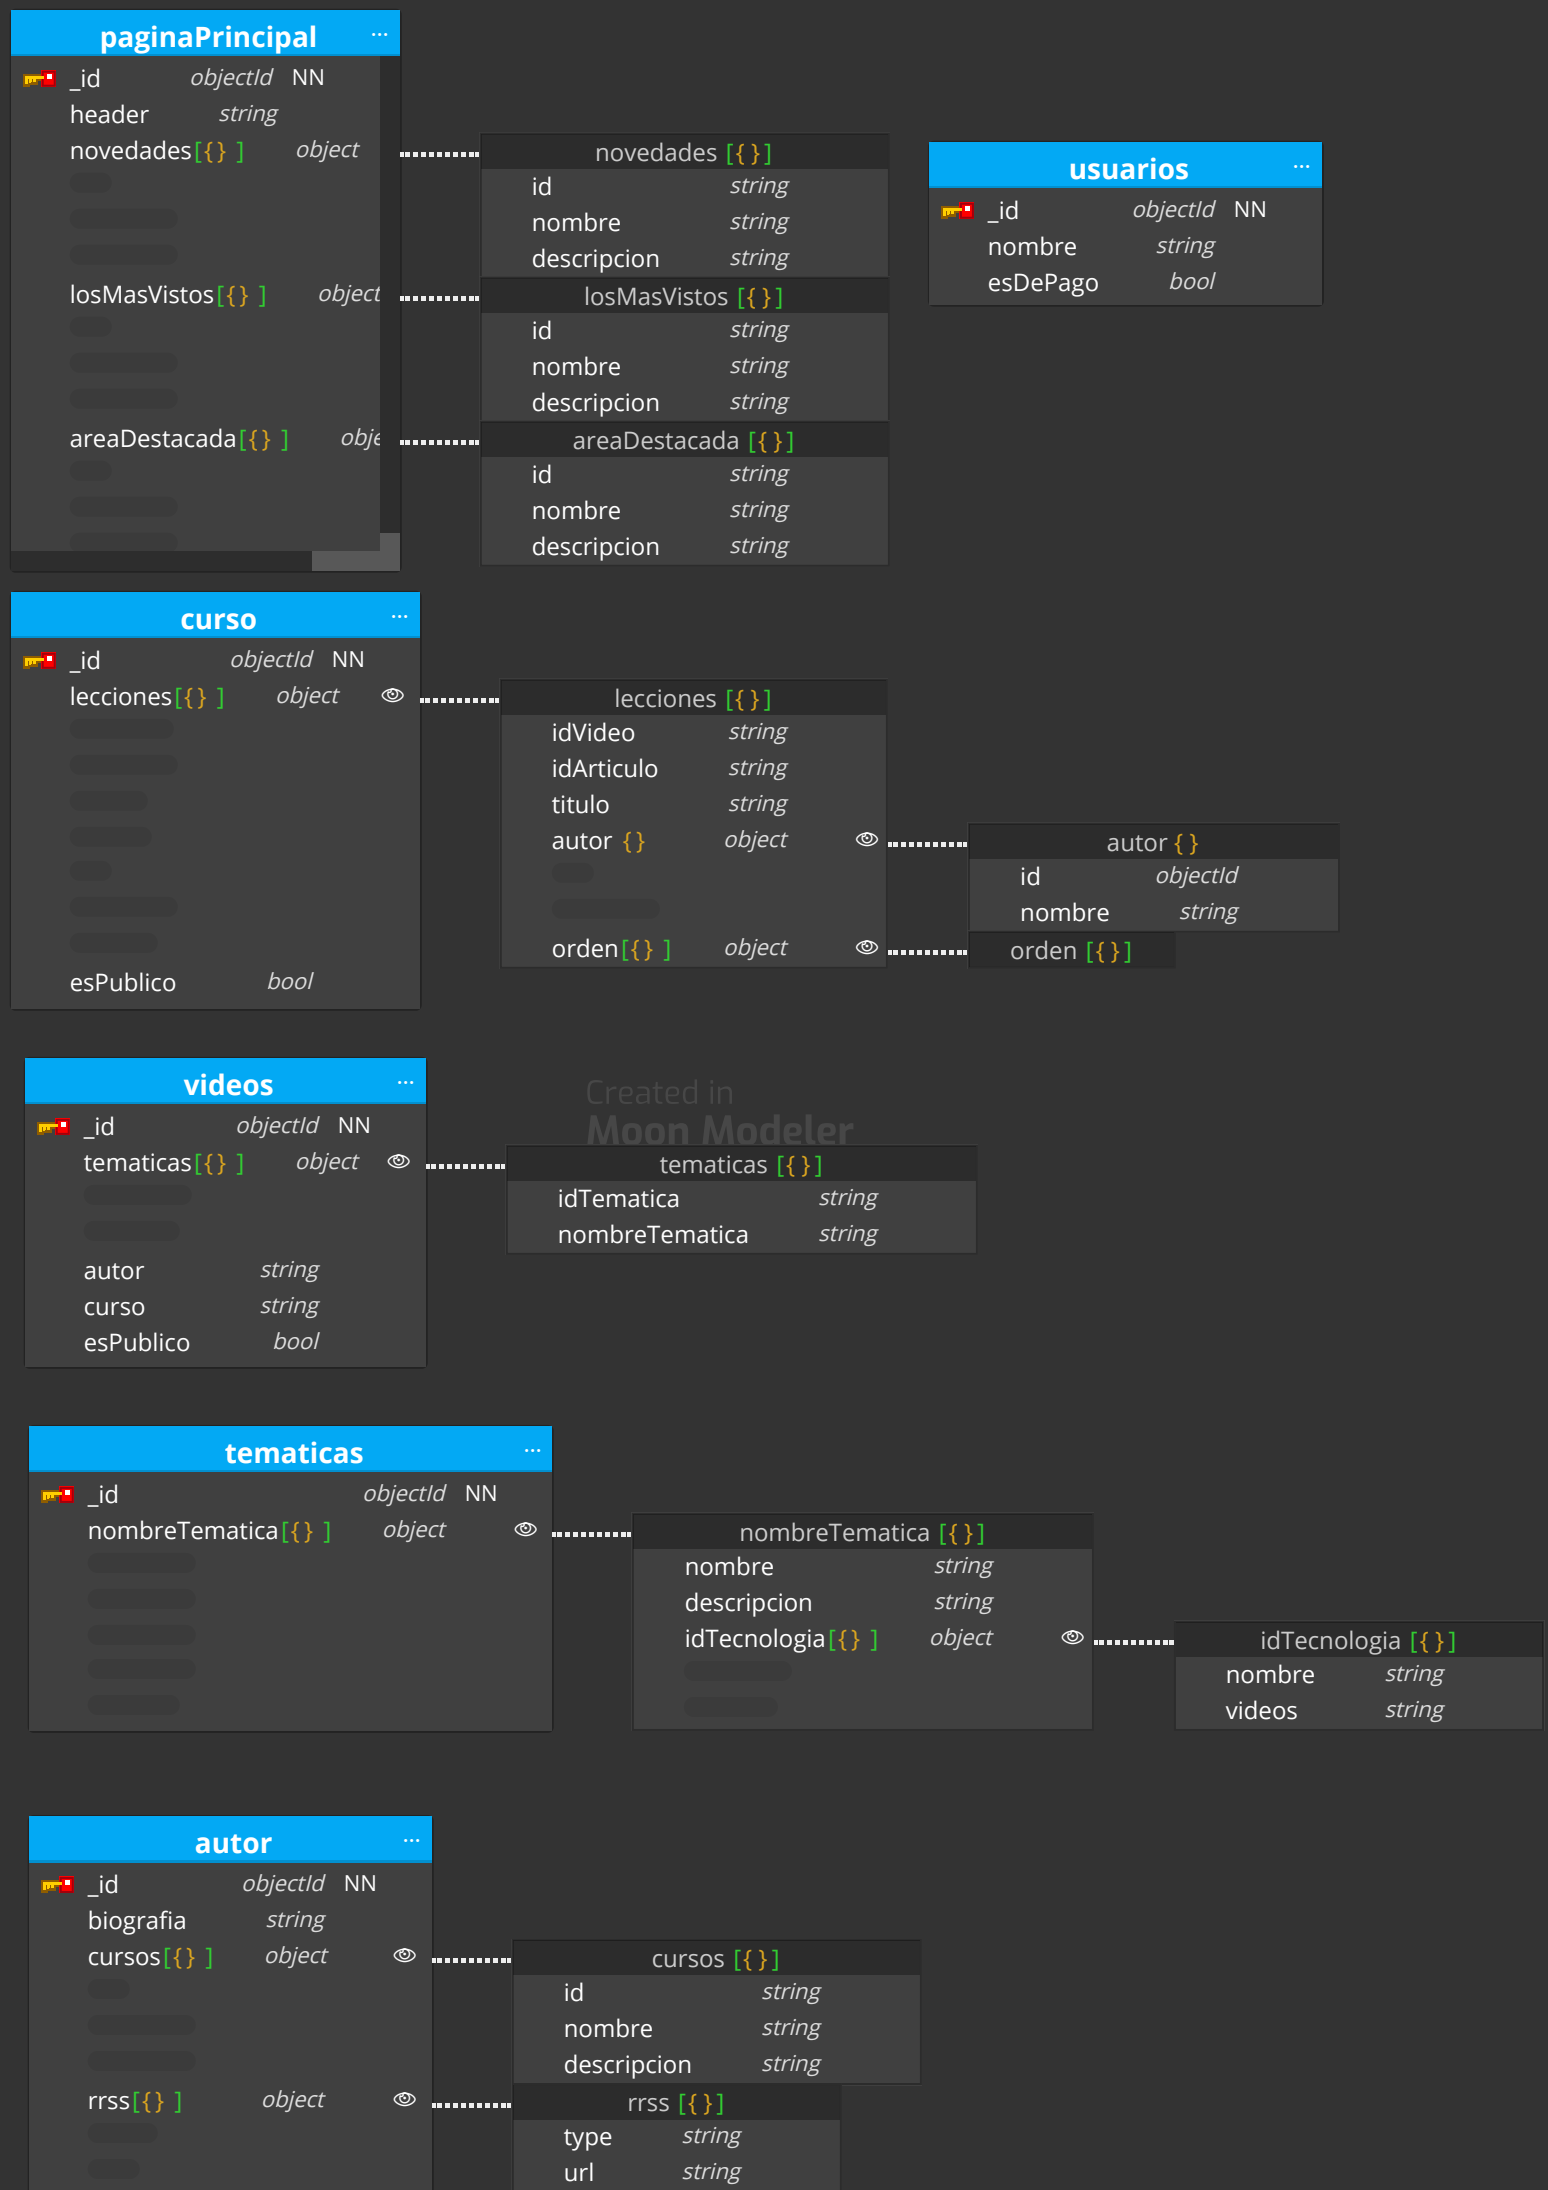 paginaPrincipal ...
_id objectId NN
header string
novedades[{} ] object
losMasVistos[{} ] object
areaDestacada[{} ] obje
novedades [{}]
id string
nombre string
descripcion string
losMasVistos [{}]
id string
nombre string
descripcion string
areaDestacada [{}]
id string
nombre string
descripcion string
usuarios ...
_id objectId NN
nombre string
esDePago bool
curso ...
_id objectId NN
lecciones[{} ] object
esPublico bool
lecciones [{}]
idVideo string
idArticulo string
titulo string
autor {} object
orden[{} ] object
autor {}
id objectId
nombre string
orden [{}]
videos ...
_id objectId NN
tematicas[{} ] object
autor string
curso string
esPublico bool
Created in
Moon Modeler
tematicas [{}]
idTematica string
nombreTematica string
tematicas ...
_id objectId NN
nombreTematica[{} ] object
nombreTematica [{}]
nombre string
descripcion string
idTecnologia[{} ] object
idTecnologia [{}]
nombre string
videos string
autor ...
_id objectId NN
biografia string
cursos[{} ] object
rrss[{} ] object
cursos [{}]
id string
nombre string
descripcion string
rrss [{}]
type string
url string